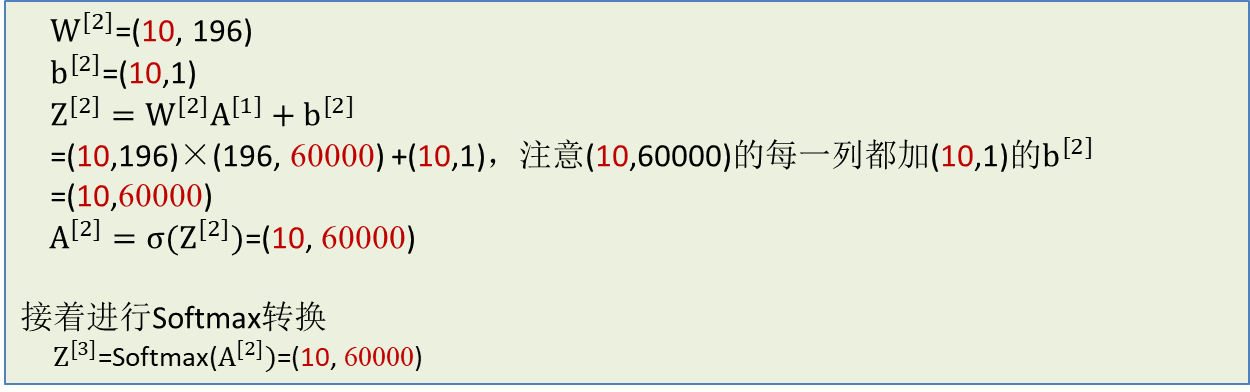 W[2]=(10, 196)
b[2]=(10,1)
Z[2] = W[2]A[1] + b[2]
=(10,196)×(196, 60000) +(10,1)，注意(10,60000)的每一列都加(10,1)的b[2]
=(10,60000)
A[2] = σ(Z[2])=(10, 60000)
接着进行Softmax转换
Z[3]=Softmax(A[2])=(10, 60000)